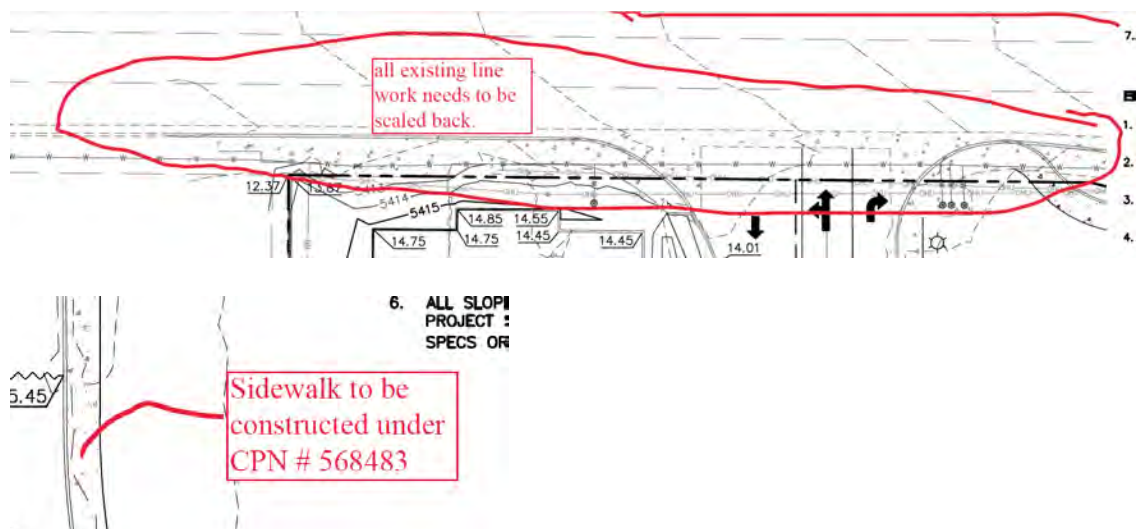 7.
all existing line
work needs to be
scaled back.
1.
2.
3.
4.
W W W W W W W W W W W W
12.37
13.87
5414
5415
14.85 14.55
14.75 14.75 14.45 14.45
14.01
6. ALL SLOP
PROJECT
SPECS OR
5.45
Sidewalk to be
constructed under
CPN # 568483